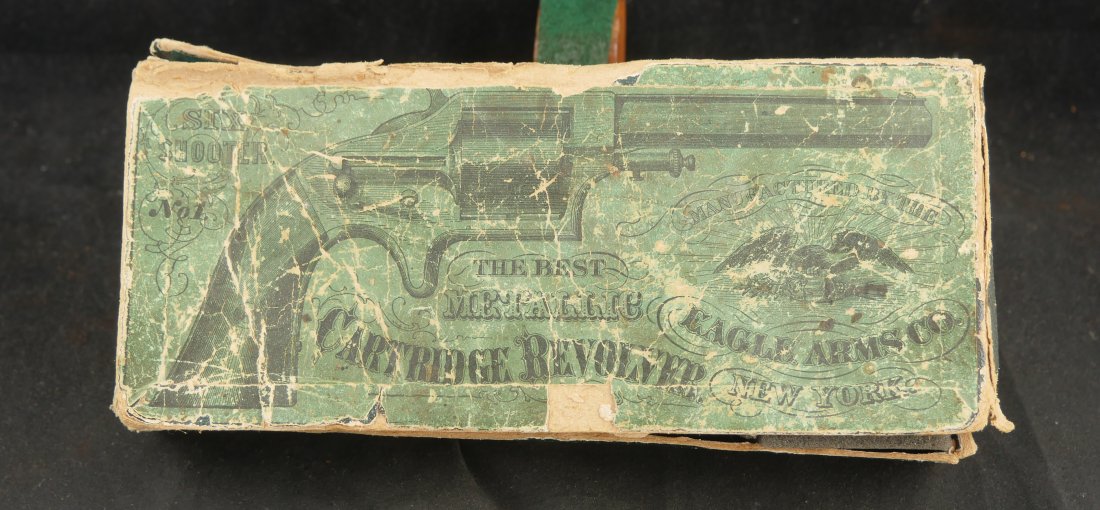 SIX
SHOOTER
No 1.
THE BEST
METALLIC
CARTRIDGE REVOLVER
MANUFACTURED BY THE
EAGLE ARMS CO.
NEW YORK.